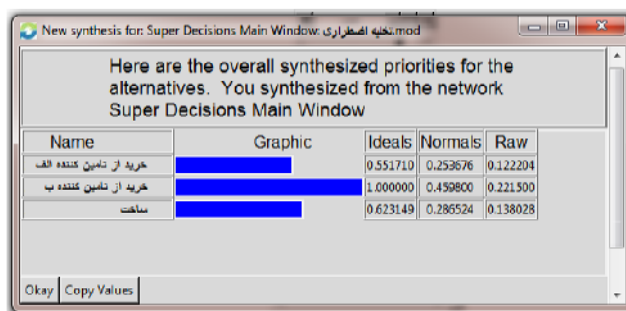 New synthesis for: Super Decisions Main Window: تخلیه اضطراری.mod
Here are the overall synthesized priorities for the
alternatives. You synthesized from the network
Super Decisions Main Window
Name Graphic Ideals Normals Raw
خرید از تامین کننده الف 0.551710 0.253676 0.122204
خرید از تامین کننده ب 1.000000 0.459800 0.221500
ساخت 0.623149 0.286524 0.138028
Okay Copy Values